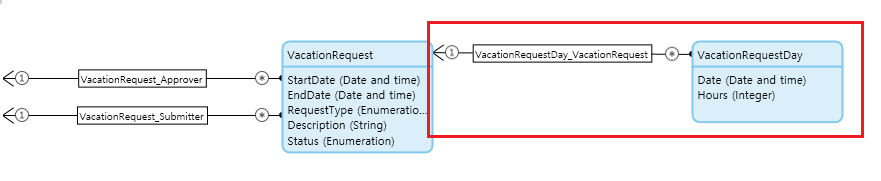 VacationRequest
1
VacationRequestDay_VacationRequest
*
VacationRequestDay
1
VacationRequest_Approver
*
StartDate (Date and time)
EndDate (Date and time)
RequestType (Enumeratio...
Description (String)
Status (Enumeration)
Date (Date and time)
Hours (Integer)
1
VacationRequest_Submitter
*